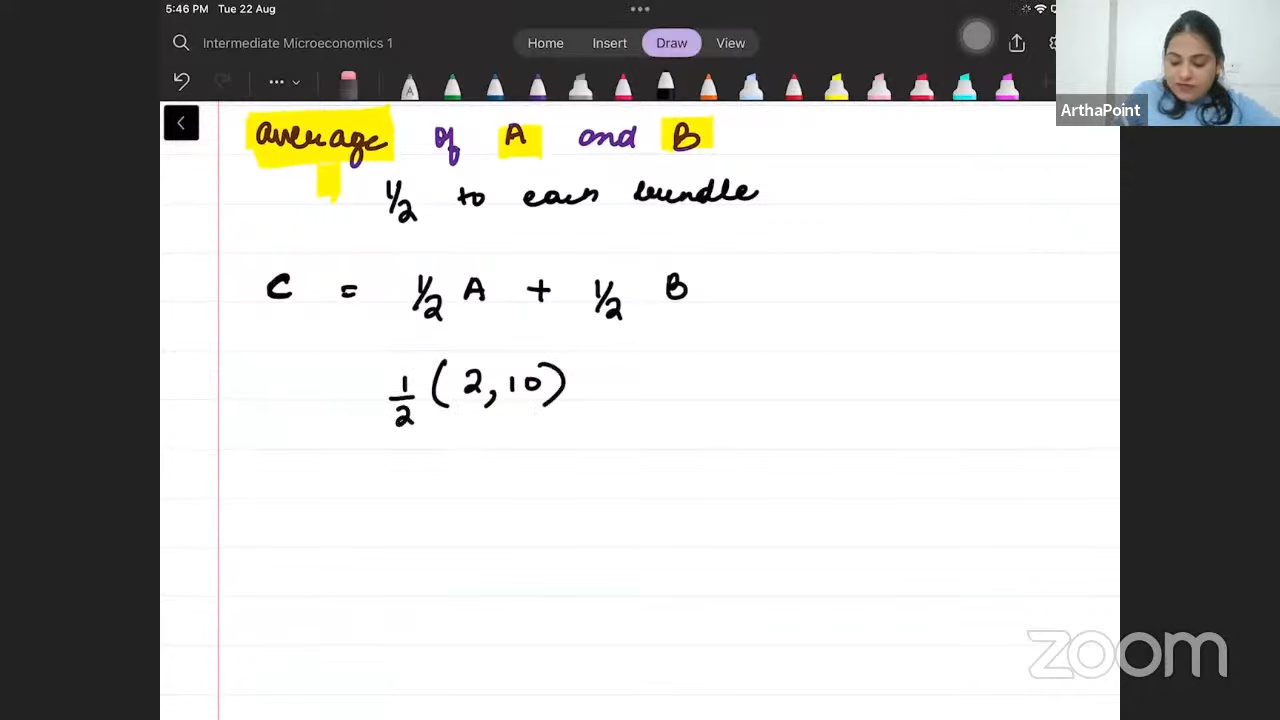 5:46 PM Tue 22 Aug
Intermediate Microeconomics 1
Home Insert Draw View
ArthaPoint
average of A and B
1/2 to each bundle
C = 1/2 A + 1/2 B
1/2 (2,10)
zoom